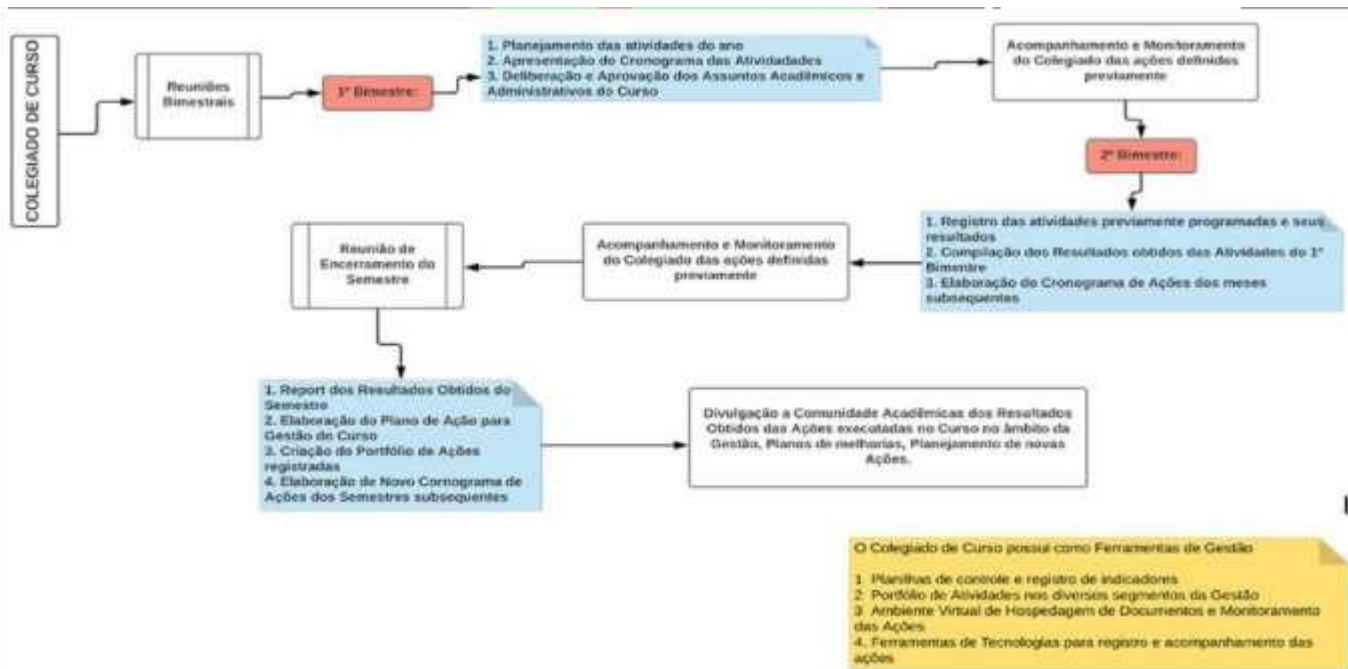 COLEGIADO DE CURSO
Reuniões
Bimestrais
1º Bimestre:
1. Planejamento das atividades do ano
2. Apresentação do Cronograma das Atividadades
3. Deliberação e Aprovação dos Assuntos Acadêmicos e
Administrativos do Curso
Acompanhamento e Monitoramento
do Colegiado das ações definidas
previamente
2º Bimestre:
1. Registro das atividades previamente programadas e seus
resultados
2. Compilação dos Resultados obtidos das Atividades do 1º
Bimentre
3. Elaboração do Cronograma de Ações dos meses
subsequentes
Acompanhamento e Monitoramento
do Colegiado das ações definidas
previamente
Reunião de
Encerramento do
Semestre
1. Report dos Resultados Obtidos do
Semestre
2. Elaboração do Plano de Ação para
Gestão do Curso
3. Criação do Portfólio de Ações
registradas
4. Elaboração de Novo Cornograma de
Ações dos Semestres subsequentes
Divulgação a Comunidade Acadêmicas dos Resultados
Obtidos das Ações executadas no Curso no âmbito da
Gestão, Planos de melhorias, Planejamento de novas
Ações.
O Colegiado de Curso possui como Ferramentas de Gestão
1 Planilhas de controle e registro de indicadores
2 Portfólio de Atividades nos diversos segmentos da Gestão
3 Ambiente Virtual de Hospedagem de Documentos e Monitoramento
das Ações
4. Ferramentas de Tecnologias para registro e acompanhamento das
ações